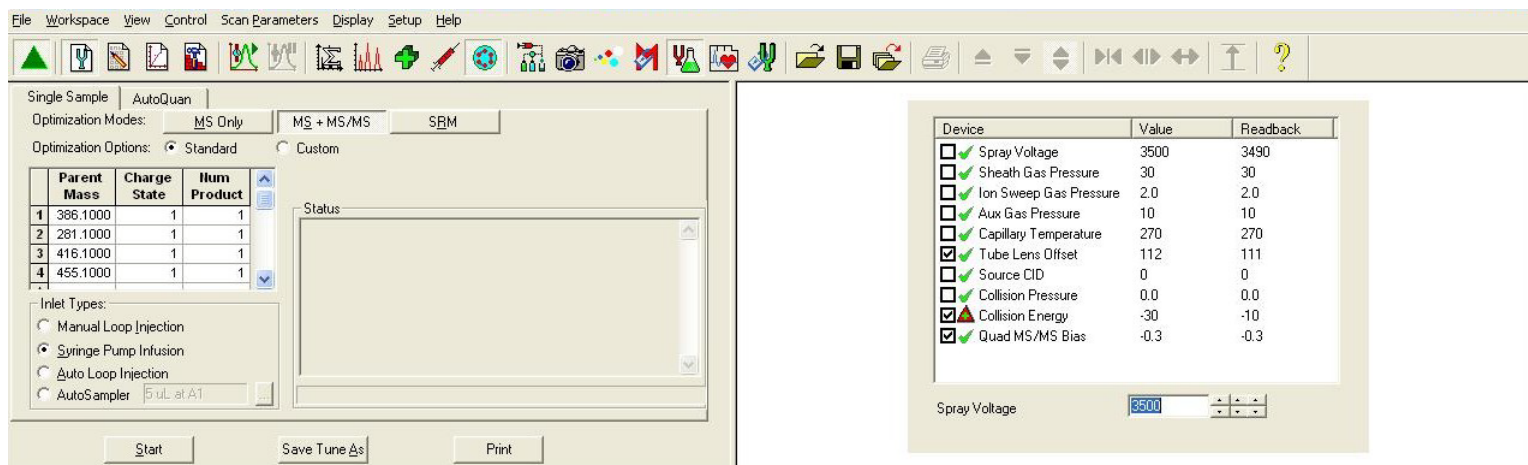 File Workspace View Control Scan Parameters Display Setup Help
Single Sample AutoQuan
Optimization Modes: MS Only MS + MS/MS SRM
Optimization Options: Standard Custom
Parent Mass Charge State Num Product
1 386.1000 1 1
2 281.1000 1 1
3 416.1000 1 1
4 455.1000 1 1
Status
Inlet Types:
Manual Loop Injection
Syringe Pump Infusion
Auto Loop Injection
AutoSampler 5 uL at A1 ...
Start Save Tune As Print
Device Value Readback
Spray Voltage 3500 3490
Sheath Gas Pressure 30 30
Ion Sweep Gas Pressure 2.0 2.0
Aux Gas Pressure 10 10
Capillary Temperature 270 270
Tube Lens Offset 112 111
Source CID 0 0
Collision Pressure 0.0 0.0
Collision Energy -30 -10
Quad MS/MS Bias -0.3 -0.3
Spray Voltage 3500